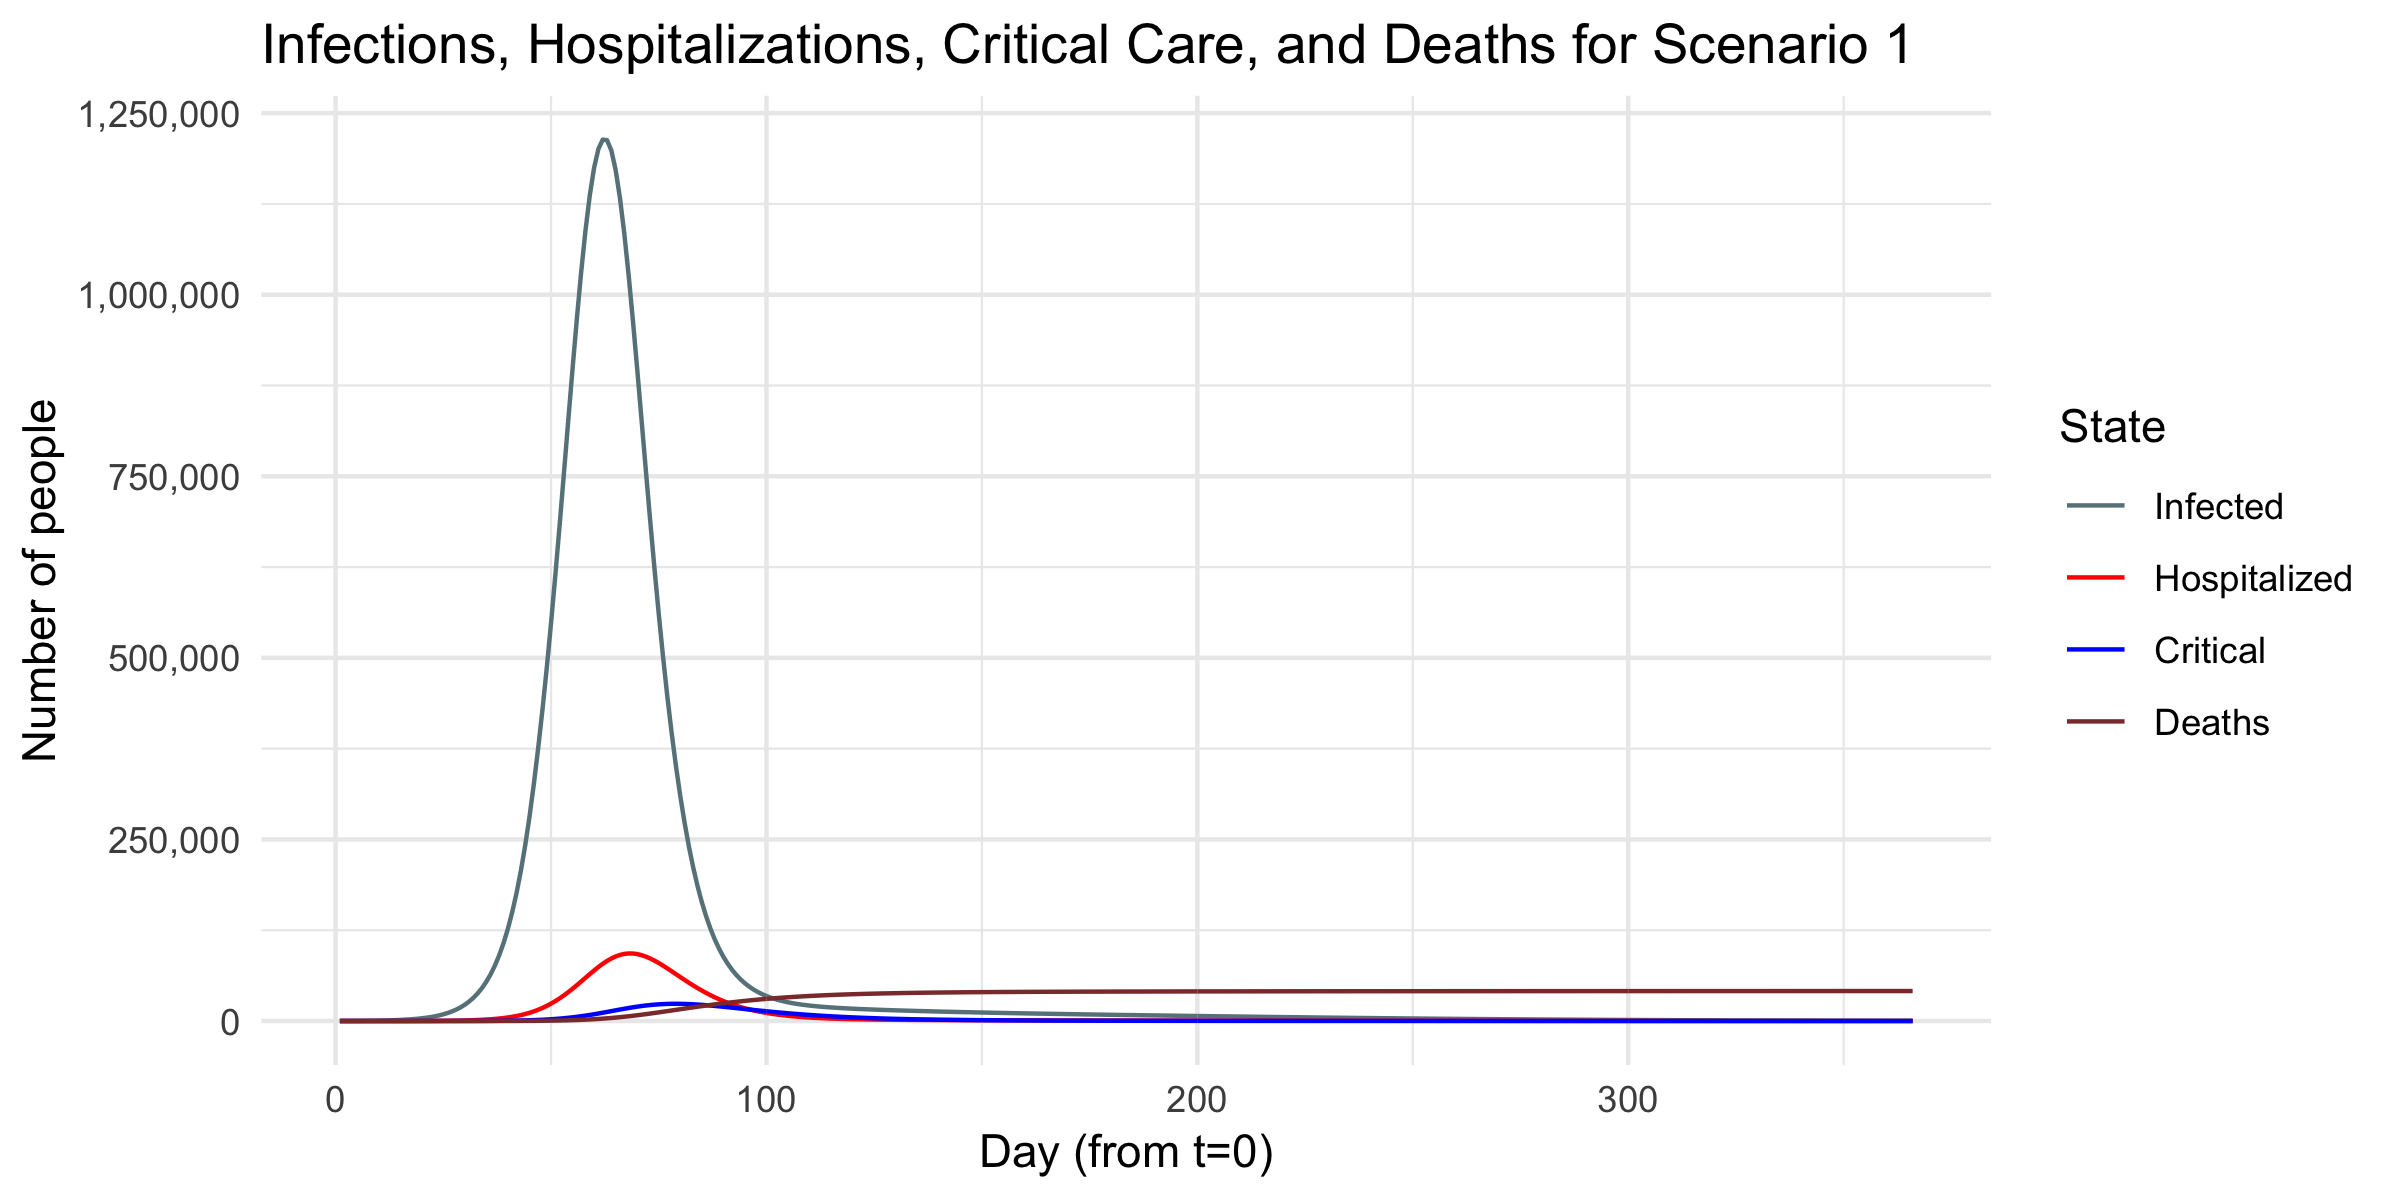 Infections, Hospitalizations, Critical Care, and Deaths for Scenario 1
1,250,000
1,000,000
750,000
500,000
250,000
0
Number of people
0 100 200 300
Day (from t=0)
State
Infected
Hospitalized
Critical
Deaths